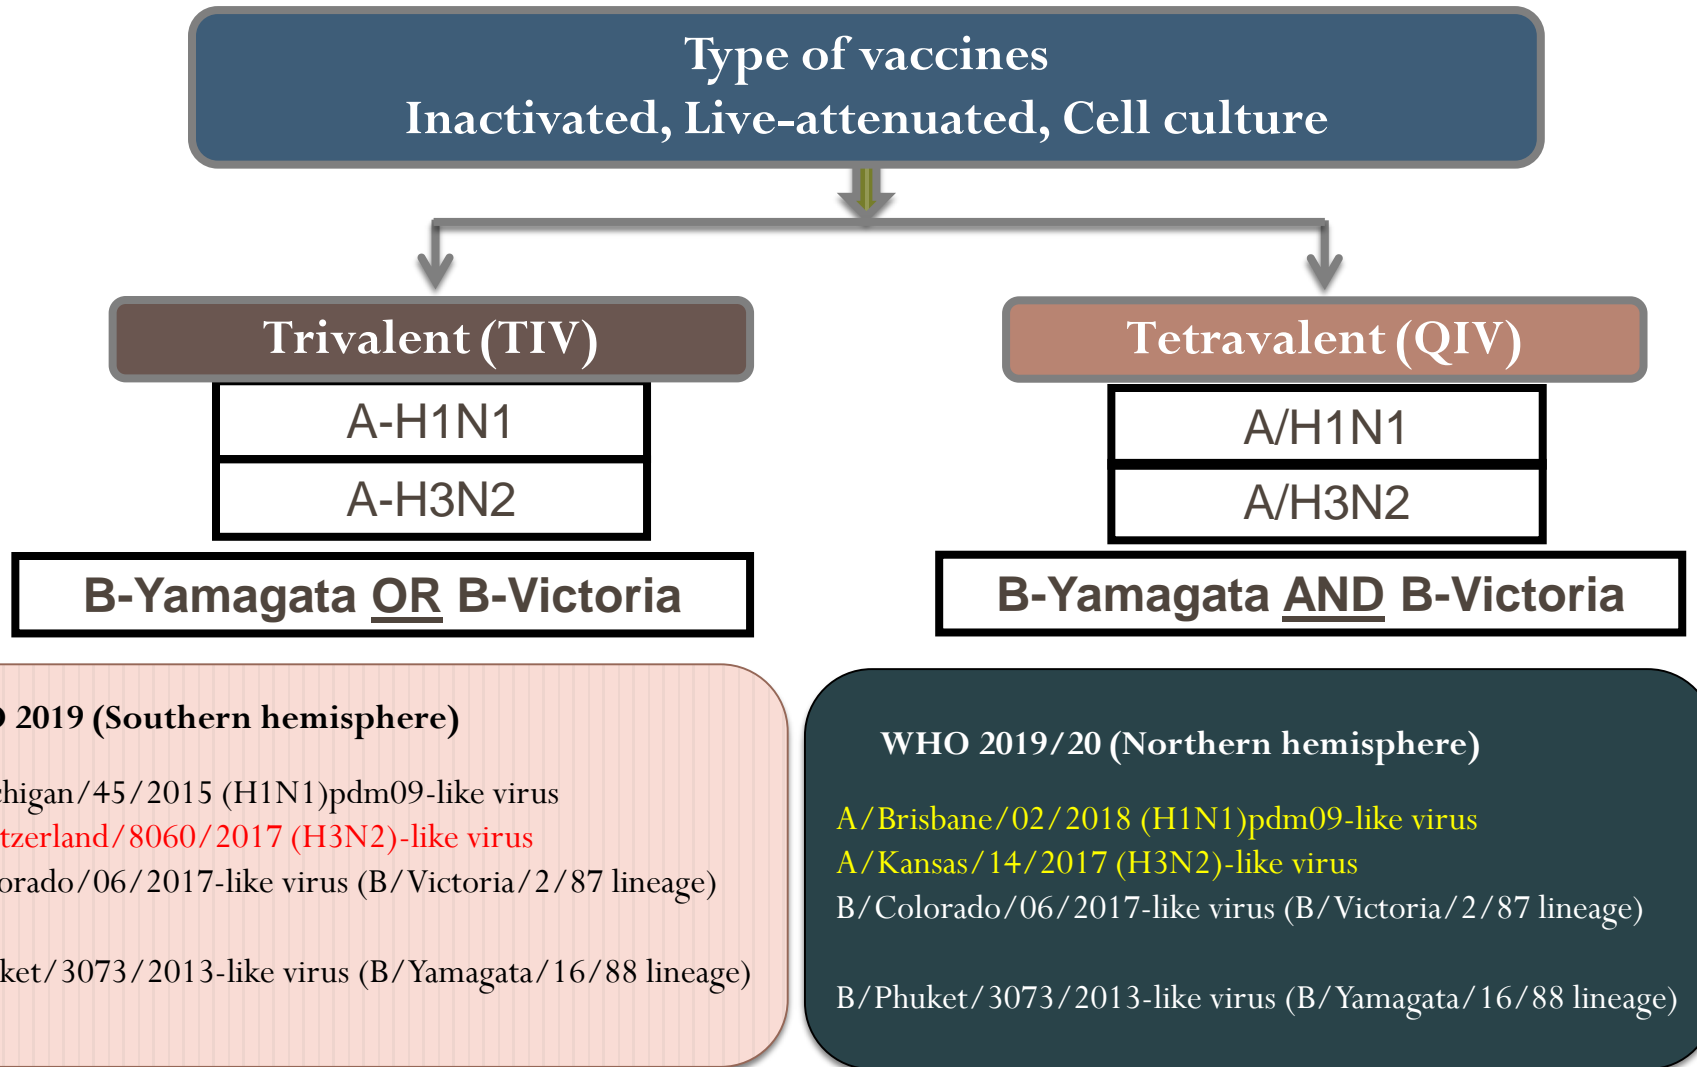 Type of vaccines
Inactivated, Live-attenuated, Cell culture
Trivalent (TIV)
A-H1N1
A-H3N2
B-Yamagata OR B-Victoria
Tetravalent (QIV)
A/H1N1
A/H3N2
B-Yamagata AND B-Victoria
2019 (Southern hemisphere)
chigan/45/2015 (H1N1)pdm09-like virus
tzerland/8060/2017 (H3N2)-like virus
orado/06/2017-like virus (B/Victoria/2/87 lineage)
ket/3073/2013-like virus (B/Yamagata/16/88 lineage)
WHO 2019/20 (Northern hemisphere)
A/Brisbane/02/2018 (H1N1)pdm09-like virus
A/Kansas/14/2017 (H3N2)-like virus
B/Colorado/06/2017-like virus (B/Victoria/2/87 lineage)
B/Phuket/3073/2013-like virus (B/Yamagata/16/88 lineage)